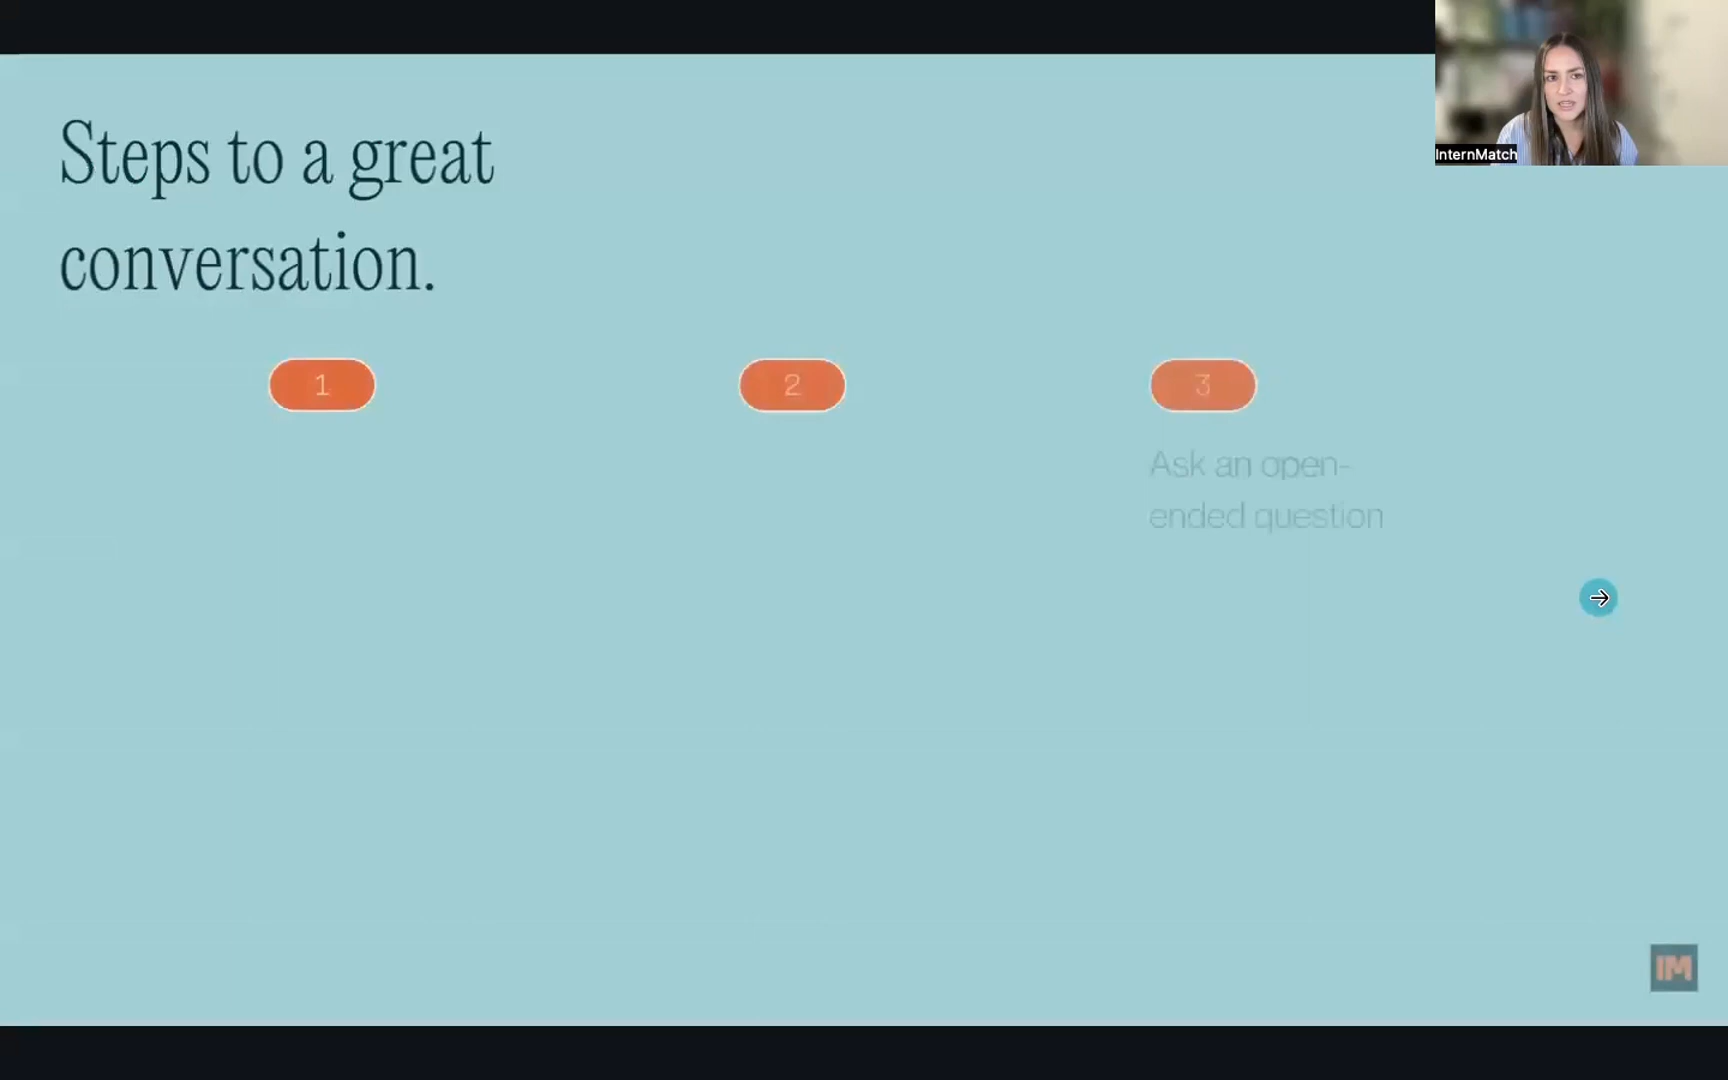 Steps to a great
conversation.
InternMatch
1
2
3
Ask an open-
ended question
IM